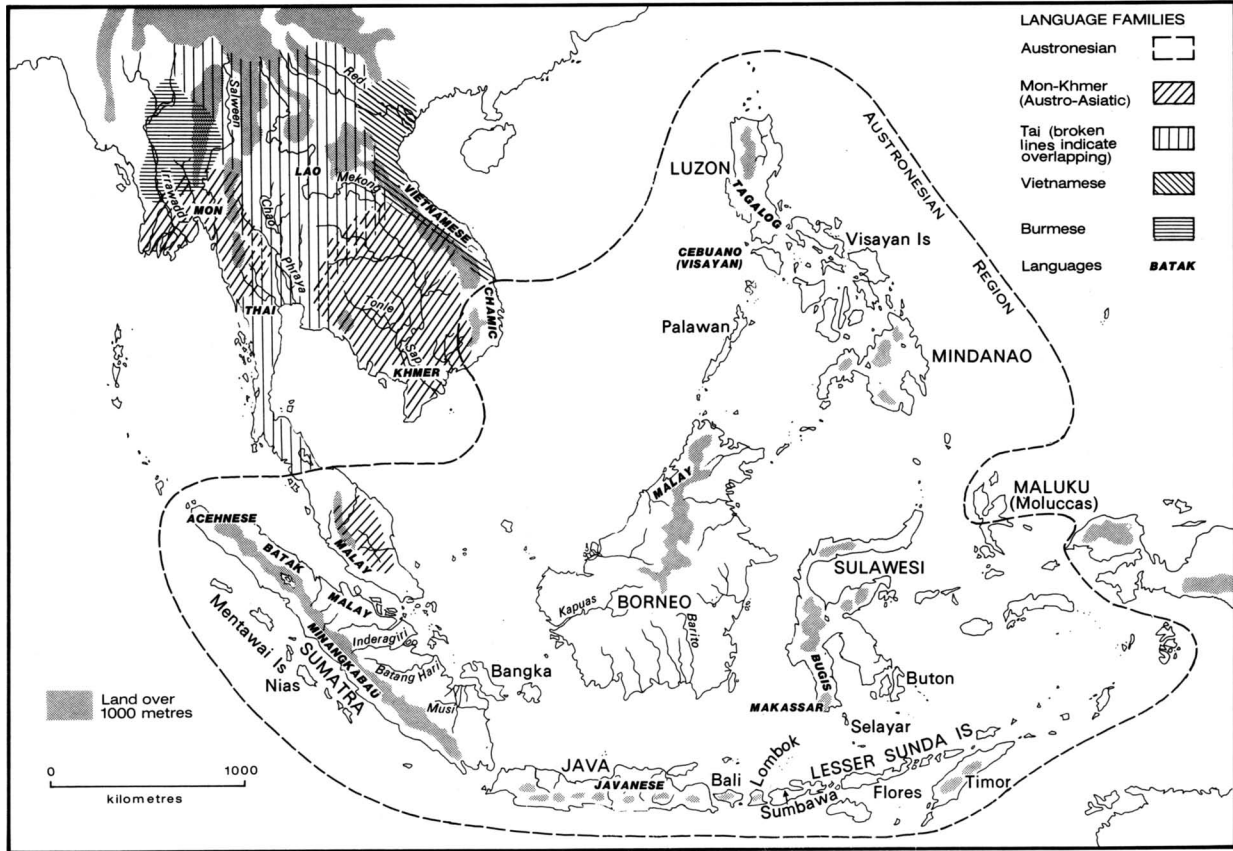 LANGUAGE FAMILIES
Austronesian
Mon-Khmer
(Austro-Asiatic)
Tai (broken
lines indicate
overlapping)
Vietnamese
Burmese
Languages BATAK
Red
Salween
Irrawaddy
LAO
Mekong
MON
Chao
Phraya
VIETNAMESE
THAI
Tonle
Sap
CHAMIC
KHMER
AUSTRONESIAN
REGION
LUZON
TAGALOG
CEBUANO
(VISAYAN)
Visayan Is
Palawan
MINDANAO
MALUKU
(Moluccas)
ACEHNESE
BATAK
MALAY
MALAY
MALAY
Mentawai Is
Nias
MINANGKABAU
SUMATRA
Inderagiri
Batang Hari
Musi
Bangka
Kapuas
BORNEO
Barito
SULAWESI
BUGIS
MAKASSAR
Buton
Selayar
JAVA
JAVANESE
Bali
Lombok
Sumbawa
LESSER SUNDA IS
Flores
Timor
Land over
1000 metres
0 1000
kilometres